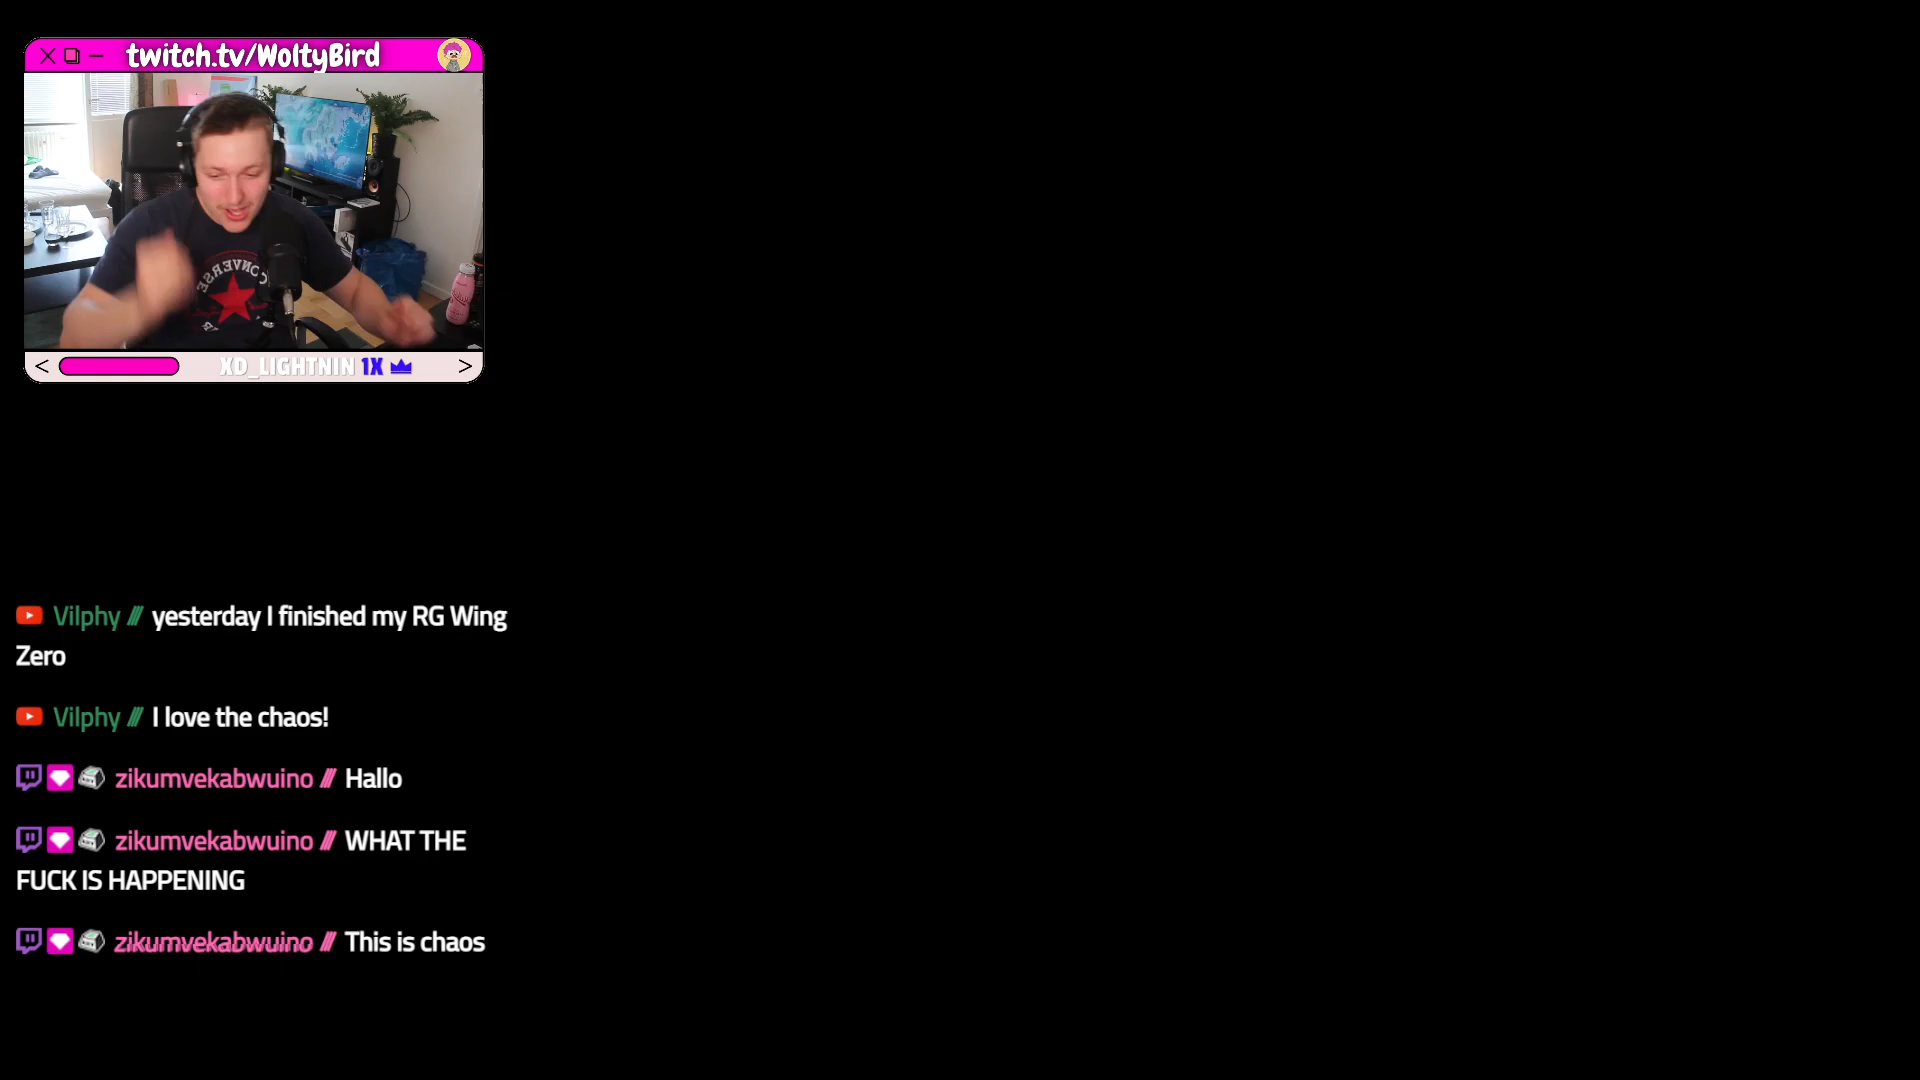 twitch.tv/WoltyBird
CONVERSE
XD_LIGHTNIN 1X
Vilphy /// yesterday I finished my RG Wing
Zero
Vilphy /// I love the chaos!
zikumvekabwuino /// Hallo
zikumvekabwuino /// WHAT THE
FUCK IS HAPPENING
zikumvekabwuino /// This is chaos